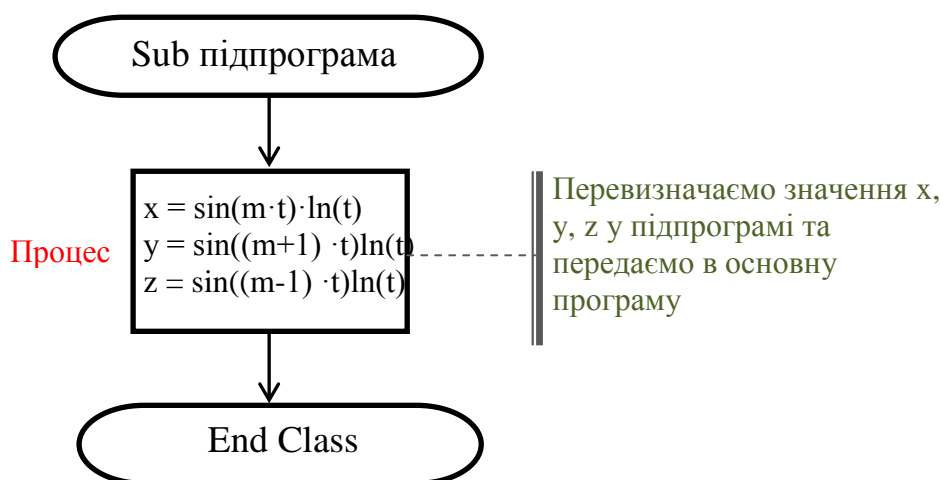 Sub підпрограма
x = sin(m·t)·ln(t)
y = sin((m+1) ·t)ln(t)
z = sin((m-1) ·t)ln(t)
Процес
Перевизначаємо значення x,
y, z у підпрограмі та
передаємо в основну
програму
End Class